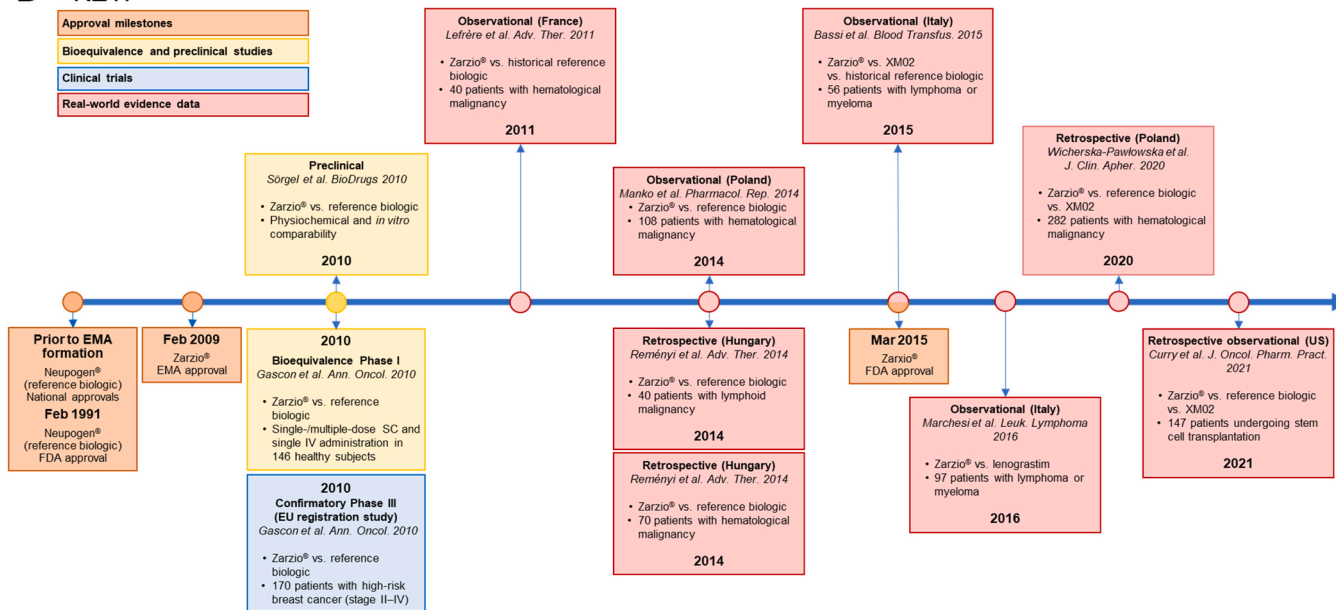 Approval milestones
Bioequivalence and preclinical studies
Clinical trials
Real-world evidence data
Observational (France)
Lefrère et al. Adv. Ther. 2011
• Zarzio® vs. historical reference
biologic
• 40 patients with hematological
malignancy
2011
Observational (Italy)
Bassi et al. Blood Transfus. 2015
• Zarzio® vs. XM02
vs. historical reference biologic
• 56 patients with lymphoma or
myeloma
2015
Preclinical
Sörgel et al. BioDrugs 2010
• Zarzio® vs. reference biologic
• Physiochemical and in vitro
comparability
2010
Observational (Poland)
Manko et al. Pharmacol. Rep. 2014
• Zarzio® vs. reference biologic
• 108 patients with hematological
malignancy
2014
Retrospective (Poland)
Wicherska-Pawłowska et al.
J. Clin. Apher. 2020
• Zarzio® vs. reference biologic
vs. XM02
• 282 patients with hematological
malignancy
2020
Prior to EMA
formation
Neupogen®
(reference biologic)
National approvals
Feb 1991
Neupogen®
(reference biologic)
FDA approval
Feb 2009
Zarzio®
EMA approval
2010
Bioequivalence Phase I
Gascon et al. Ann. Oncol. 2010
• Zarzio® vs. reference
biologic
• Single-/multiple-dose SC and
single IV administration in
146 healthy subjects
2010
Confirmatory Phase III
(EU registration study)
Gascon et al. Ann. Oncol. 2010
• Zarzio® vs. reference
biologic
• 170 patients with high-risk
breast cancer (stage II–IV)
Retrospective (Hungary)
Reményi et al. Adv. Ther. 2014
• Zarzio® vs. reference biologic
• 40 patients with lymphoid
malignancy
2014
Retrospective (Hungary)
Reményi et al. Adv. Ther. 2014
• Zarzio® vs. reference biologic
• 70 patients with hematological
malignancy
2014
Mar 2015
Zarxio®
FDA approval
Observational (Italy)
Marchesi et al. Leuk. Lymphoma
2016
• Zarzio® vs. lenograstim
• 97 patients with lymphoma or
myeloma
2016
Retrospective observational (US)
Curry et al. J. Oncol. Pharm. Pract.
2021
• Zarzio® vs. reference biologic
vs. XM02
• 147 patients undergoing stem
cell transplantation
2021